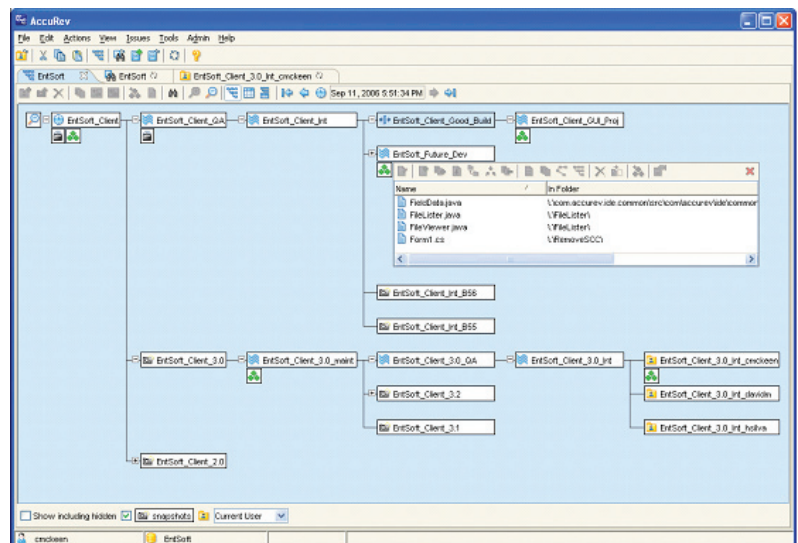 AccuRev
File Edit Actions View Issues Tools Admin Help
EntSoft EntSoft EntSoft_Client_3.0_Int_cmckeen
Sep 11, 2006 5:51:34 PM
EntSoft_Client EntSoft_Client_QA EntSoft_Client_Int EntSoft_Client_Good_Build EntSoft_Client_GUI_Proj
EntSoft_Future_Dev
Name / In Folder
FieldData.java \.\com.accurev.ide.common\src\com\accurev\ide\common
FileLister.java \.\FileLister\
FileViewer.java \.\FileLister\
Form1.cs \.\RemoveSCC\
EntSoft_Client_Int_B56
EntSoft_Client_Int_B55
EntSoft_Client_3.0 EntSoft_Client_3.0_maint EntSoft_Client_3.0_QA EntSoft_Client_3.0_Int EntSoft_Client_3.0_Int_cmckeen
EntSoft_Client_3.2 EntSoft_Client_3.0_Int_davidm
EntSoft_Client_3.1 EntSoft_Client_3.0_Int_hsilva
EntSoft_Client_2.0
Show including hidden snapshots Current User
cmckeen EntSoft